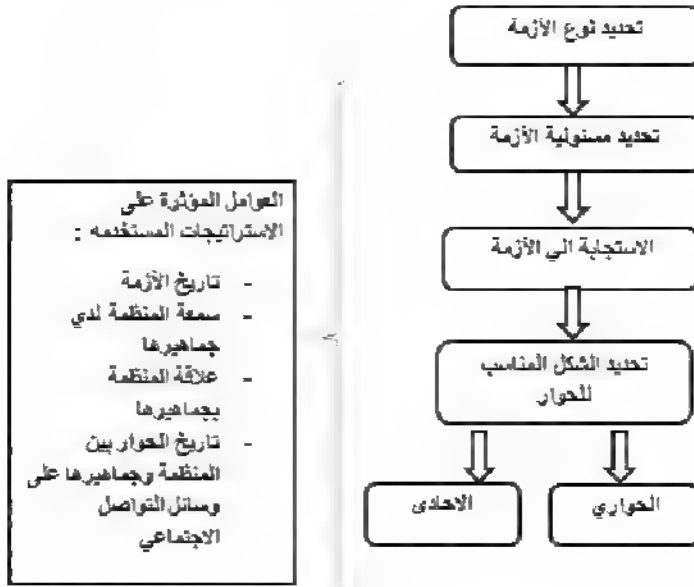 تحديد نوع الأزمة
تحديد مسئولية الأزمة
الاستجابة الي الأزمة
تحديد الشكل المناسب
للحوار
الحواري
الاحادى
العوامل المؤثرة على
الاستراتيجات المستخدمه :
- تاريخ الأزمة
- سمعة المنظمة لدي
جماهيرها
- علاقة المنظمة
بجماهيرها
- تاريخ الحوار بين
المنظمة وجماهيرها على
وسائل التواصل
الاجتماعي